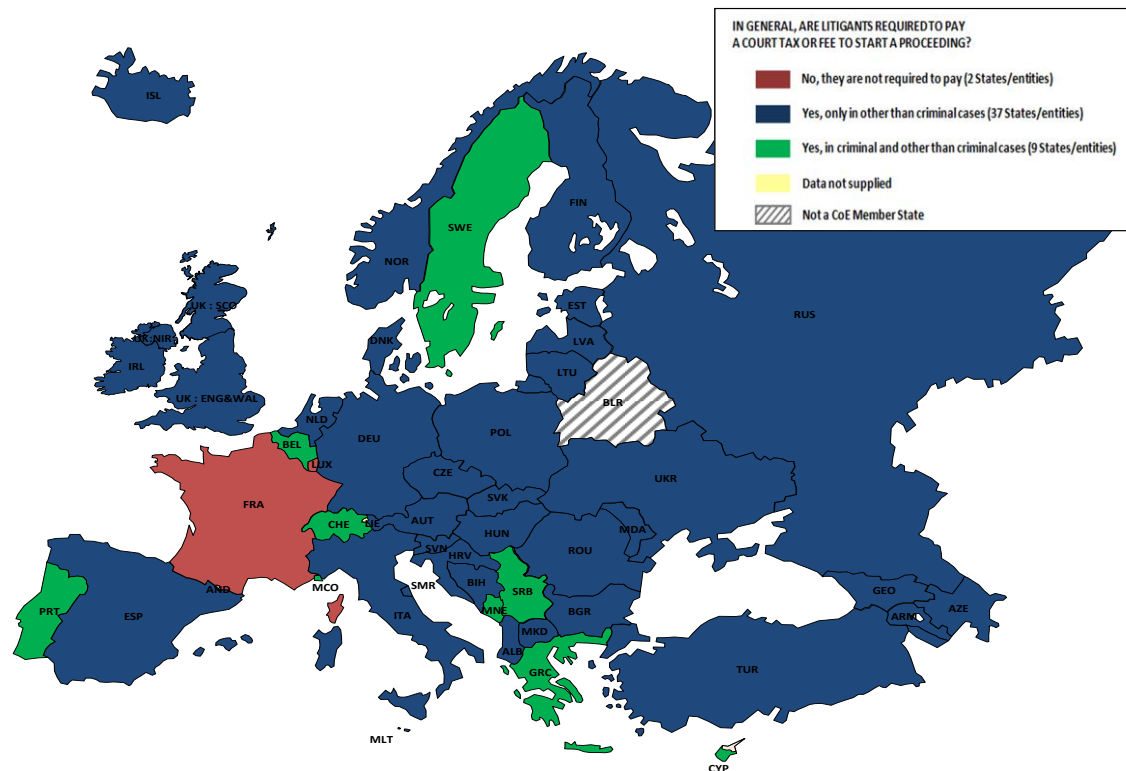 IN GENERAL, ARE LITIGANTS REQUIRED TO PAY
A COURT TAX OR FEE TO START A PROCEEDING?
No, they are not required to pay (2 States/entities)
Yes, only in other than criminal cases (37 States/entities)
Yes, in criminal and other than criminal cases (9 States/entities)
Data not supplied
Not a CoE Member State
ISL
SWE
FIN
NOR
UK : SCO
EST
RUS
UK:NIR
DNK
LVA
IRL
LTU
UK : ENG&WAL
BLR
NLD
DEU
POL
BEL
LUX
CZE
UKR
FRA
SVK
CHE
LIE
AUT
MDA
HUN
SVN
HRV
ROU
AND
MCO
SMR
BIH
SRB
GEO
PRT
ESP
ITA
MNE
BGR
ARM
AZE
MKD
ALB
GRC
TUR
MLT
CYP